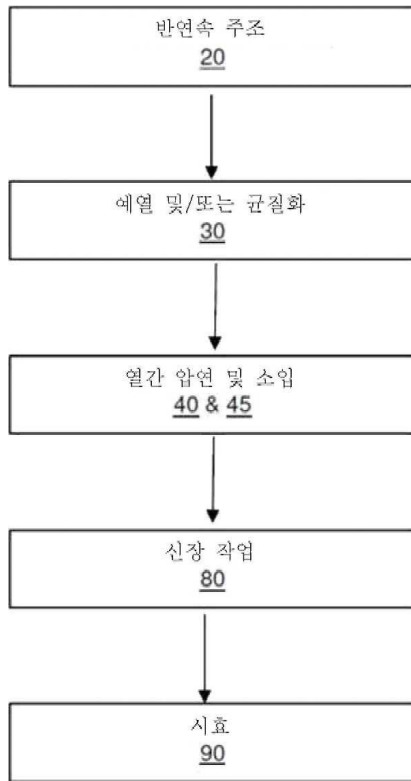 반연속 주조
20
예열 및/또는 균질화
30
열간 압연 및 소입
40 & 45
신장 작업
80
시효
90